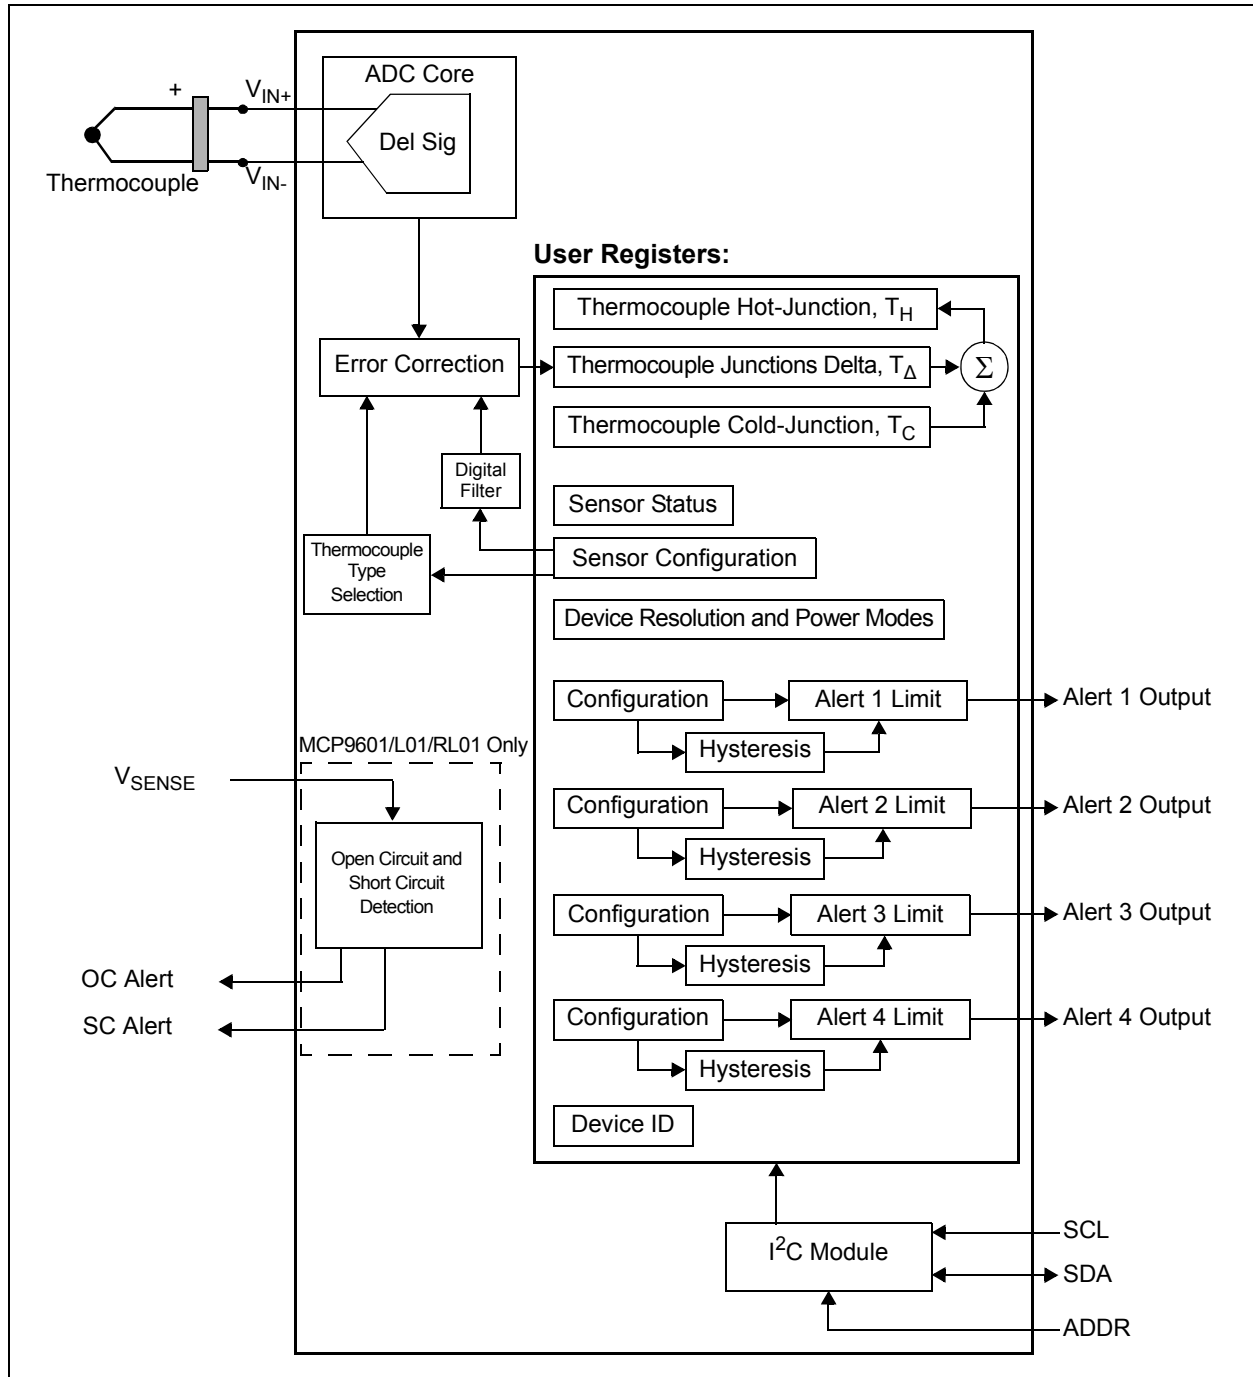 ADC Core
+
VIN+
Del Sig
Thermocouple
VIN-
User Registers:
Thermocouple Hot-Junction, TH
Error Correction
Thermocouple Junctions Delta, TΔ
Σ
Thermocouple Cold-Junction, TC
Digital
Filter
Sensor Status
Thermocouple
Type
Selection
Sensor Configuration
Device Resolution and Power Modes
Configuration
Alert 1 Limit
Alert 1 Output
Hysteresis
MCP9601/L01/RL01 Only
VSENSE
Configuration
Alert 2 Limit
Alert 2 Output
Hysteresis
Open Circuit and
Short Circuit
Detection
Configuration
Alert 3 Limit
Alert 3 Output
Hysteresis
OC Alert
SC Alert
Configuration
Alert 4 Limit
Alert 4 Output
Hysteresis
Device ID
I²C Module
SCL
SDA
ADDR